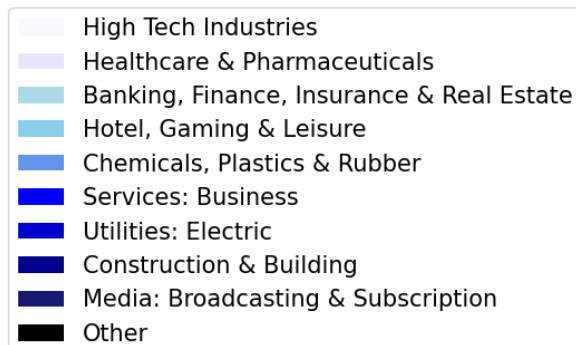 High Tech Industries
Healthcare & Pharmaceuticals
Banking, Finance, Insurance & Real Estate
Hotel, Gaming & Leisure
Chemicals, Plastics & Rubber
Services: Business
Utilities: Electric
Construction & Building
Media: Broadcasting & Subscription
Other